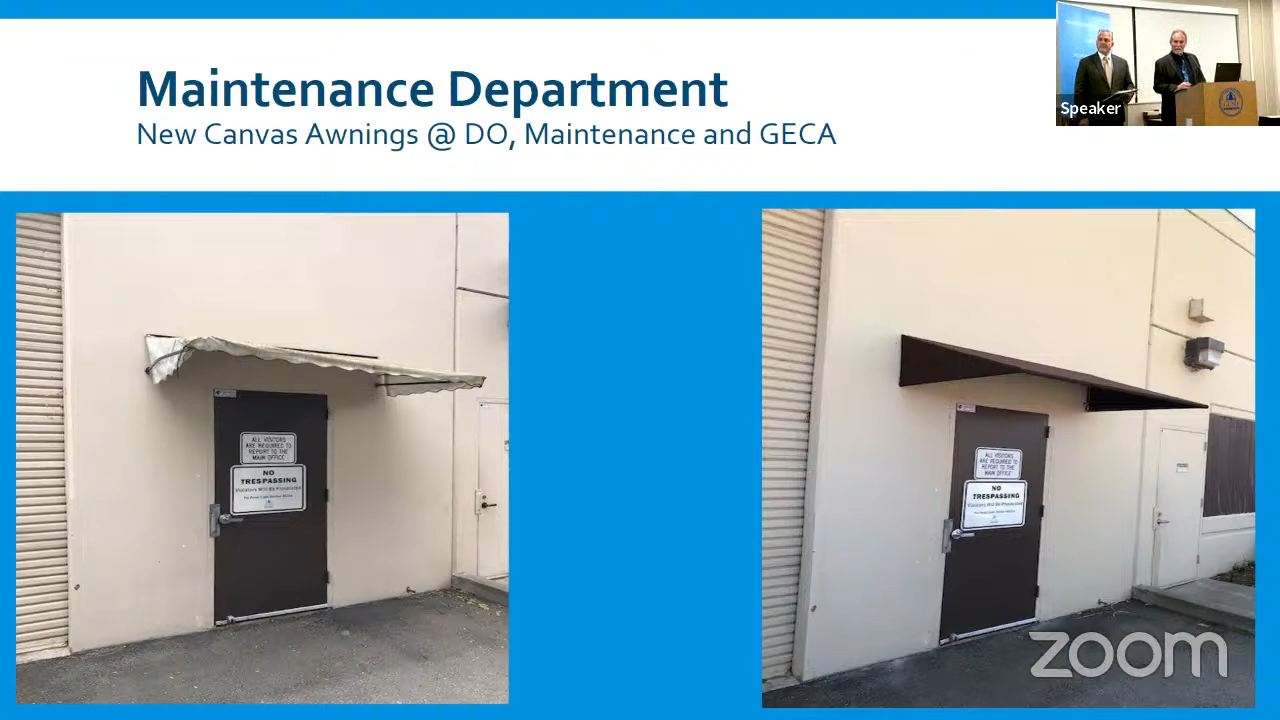 Maintenance Department
New Canvas Awnings @ DO, Maintenance and GECA
Speaker
ALL VISITORS
ARE REQUIRED TO
REPORT TO THE
MAIN OFFICE
NO
TRESPASSING
Violators Will Be Prosecuted
ALL VISITORS
ARE REQUIRED TO
REPORT TO THE
MAIN OFFICE
NO
TRESPASSING
Violators Will Be Prosecuted
zoom